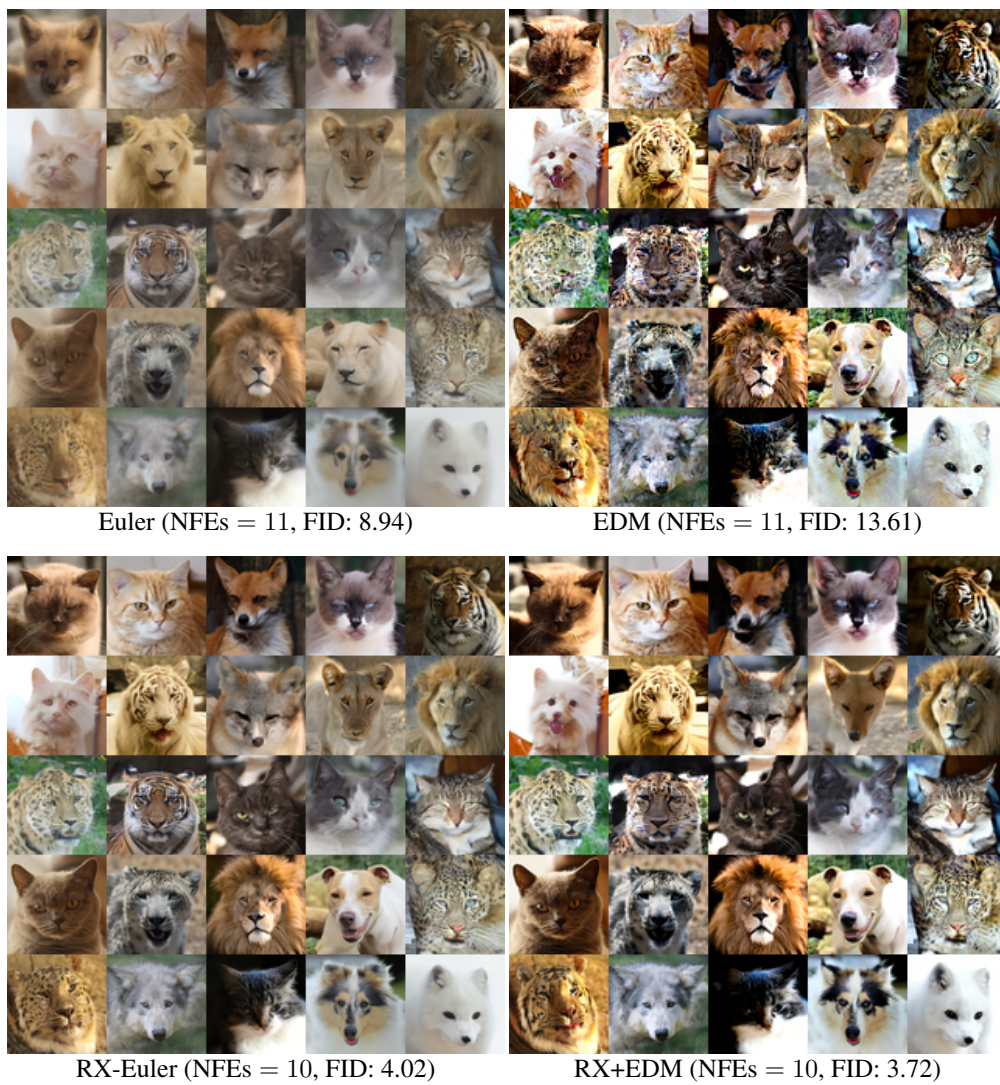 Euler (NFEs = 11, FID: 8.94)
EDM (NFEs = 11, FID: 13.61)
RX-Euler (NFEs = 10, FID: 4.02)
RX+EDM (NFEs = 10, FID: 3.72)